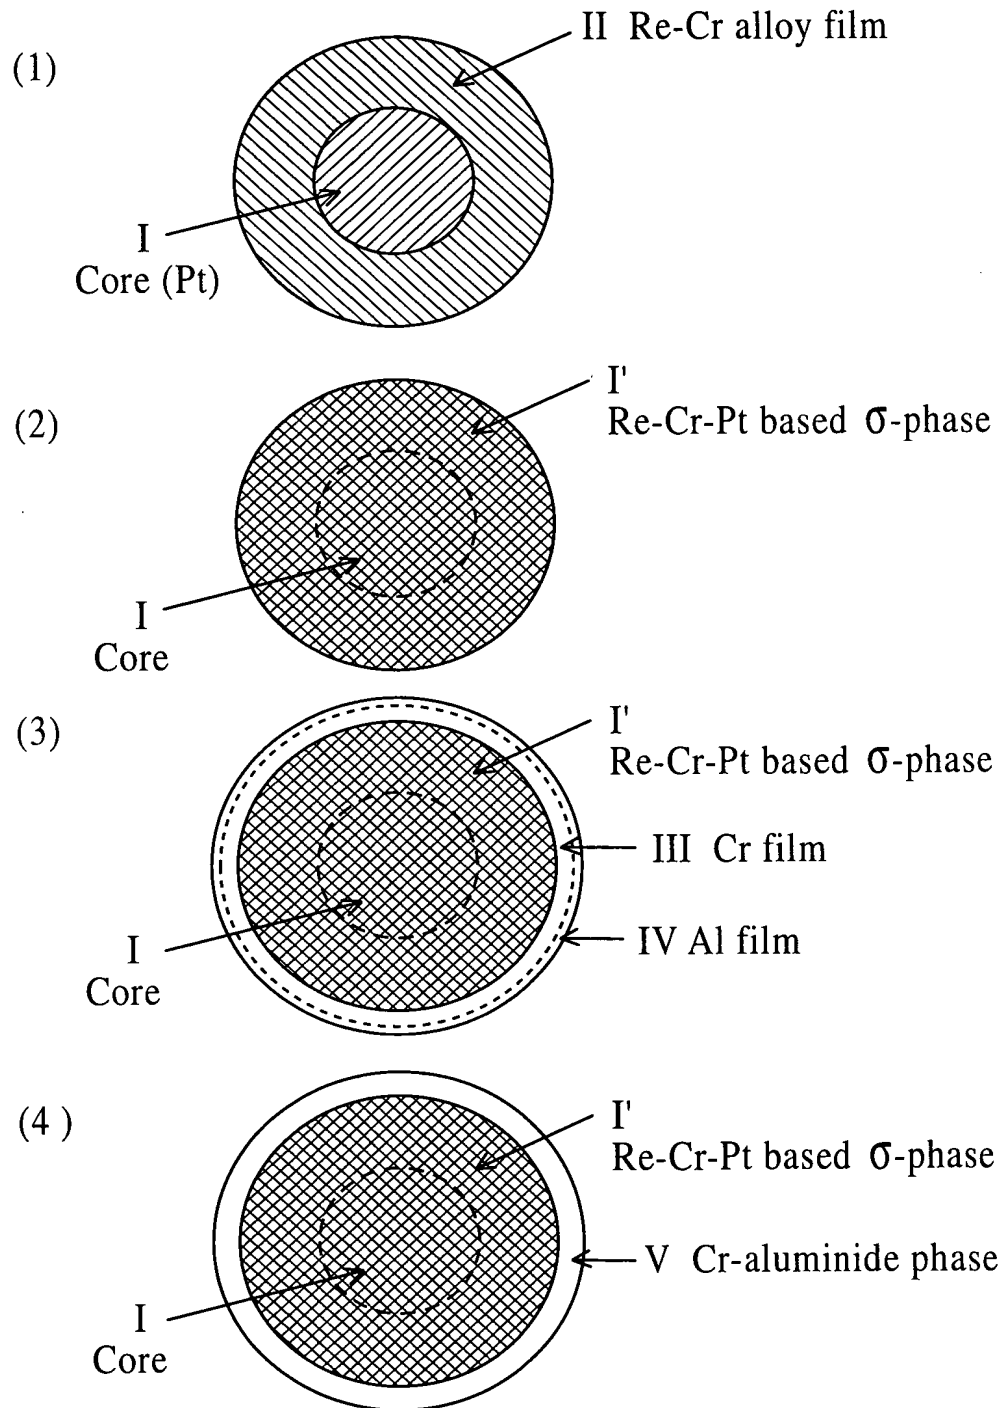 (1)
II Re-Cr alloy film
I
Core (Pt)
(2)
I'
Re-Cr-Pt based σ-phase
I
Core
(3)
I'
Re-Cr-Pt based σ-phase
III Cr film
IV Al film
I
Core
(4 )
I'
Re-Cr-Pt based σ-phase
V Cr-aluminide phase
I
Core